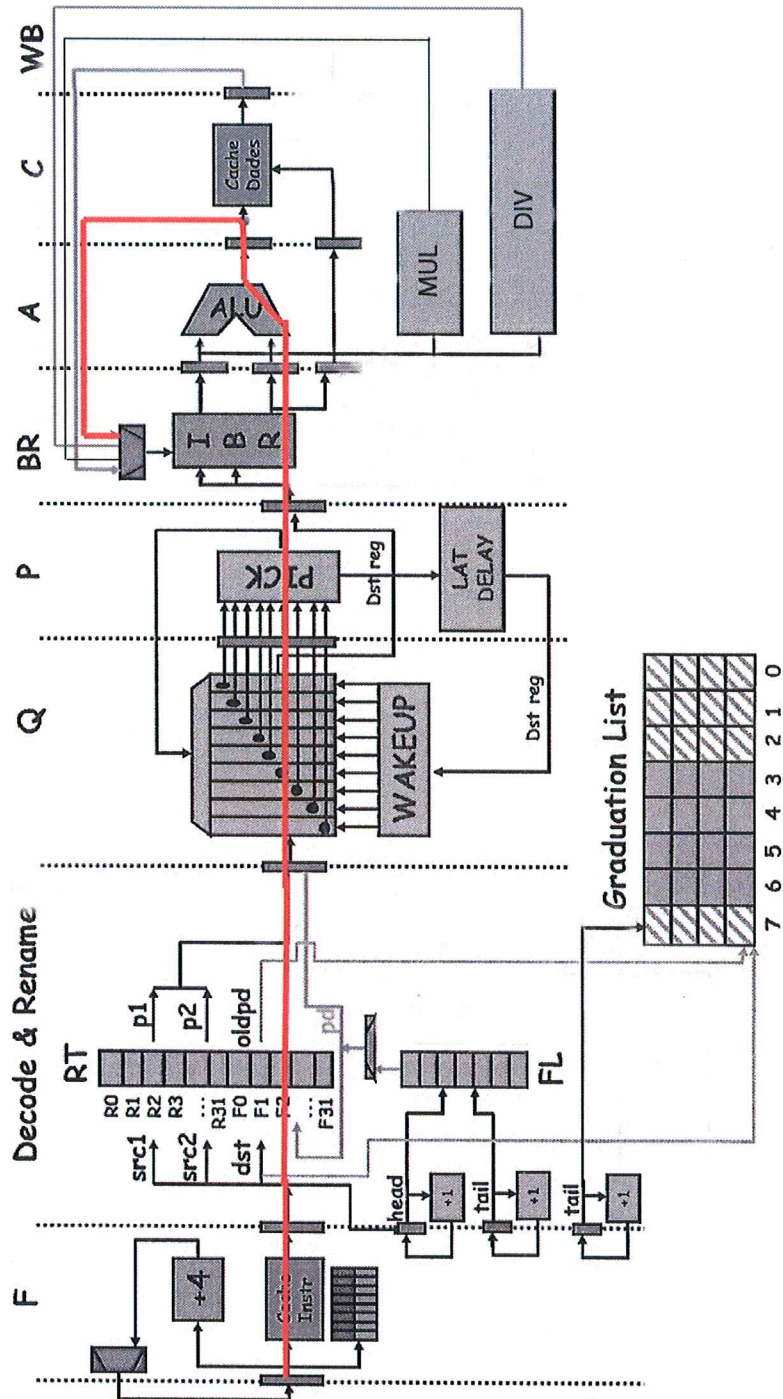 F
Decode & Rename
Q
P
BR
A
C
WB
+4
Cache
Instr
src1
src2
dst
RT
R0
R1
R2
R3
...
R31
F0
F1
F2
...
F31
p1
p2
oldpd
pd
head
+1
tail
+1
tail
+1
FL
WAKEUP
PICK
Dst reg
LAT
DELAY
Dst reg
I
B
R
ALU
Cache
Dades
MUL
DIV
Graduation List
7 6 5 4 3 2 1 0